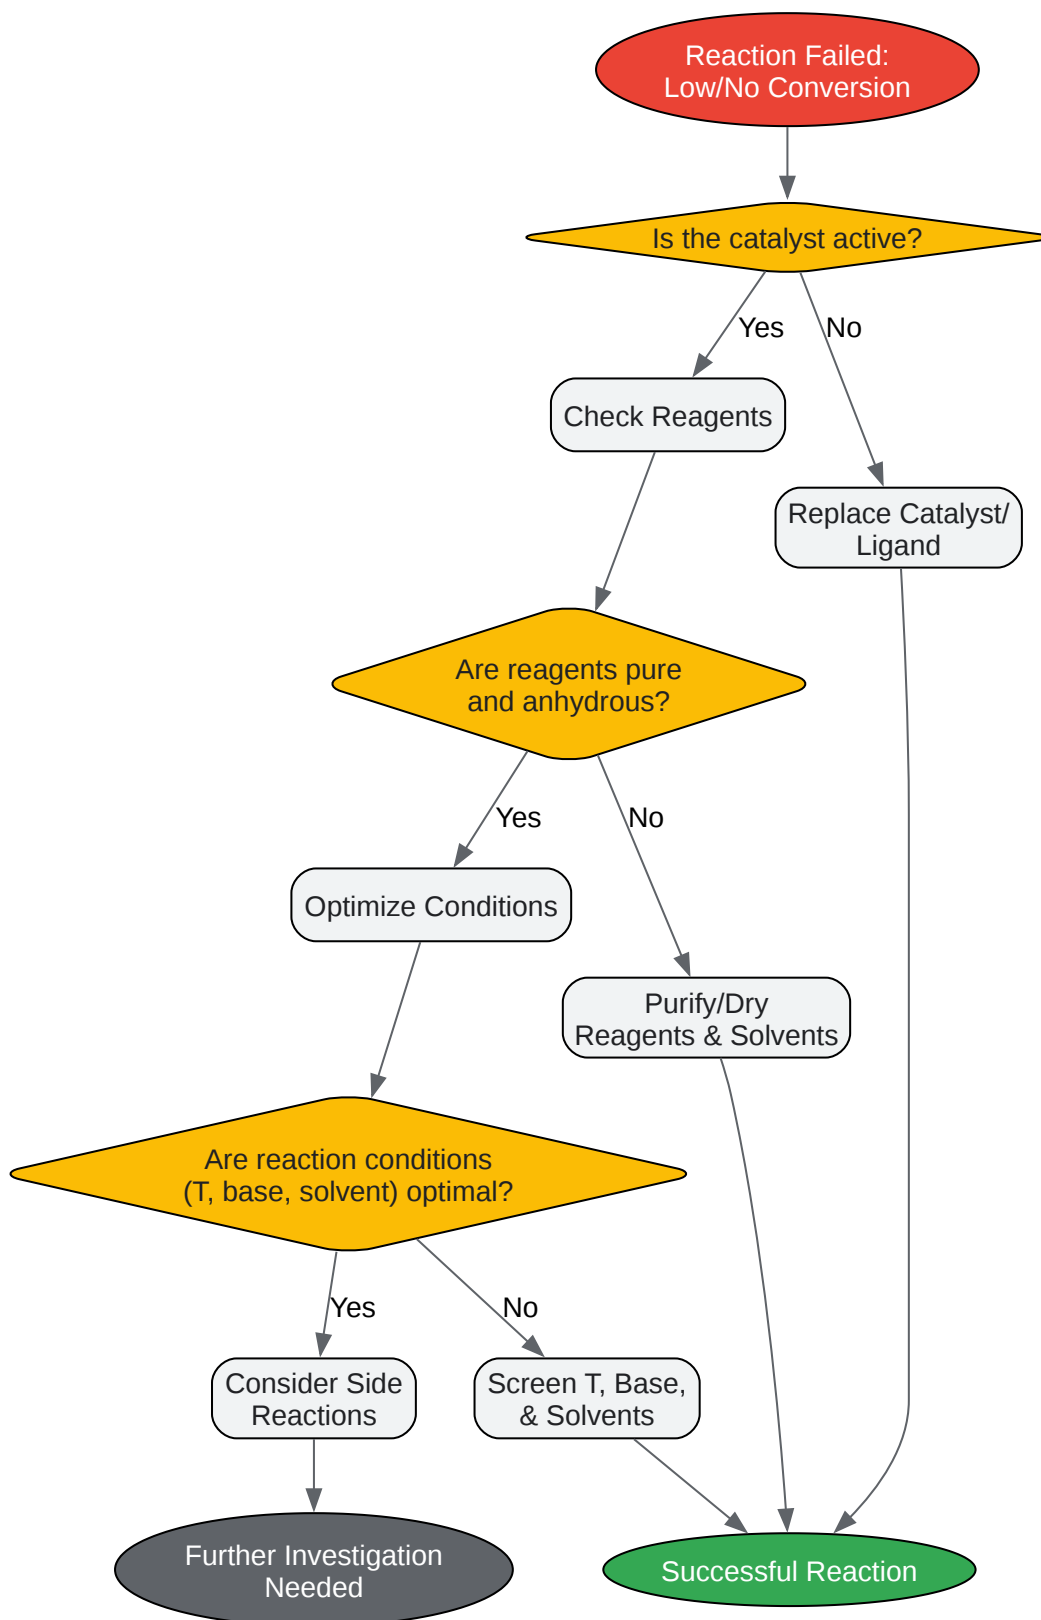 Reaction Failed:
Low/No Conversion
Is the catalyst active?
Yes
No
Check Reagents
Replace Catalyst/
Ligand
Are reagents pure
and anhydrous?
Yes
No
Optimize Conditions
Purify/Dry
Reagents & Solvents
Are reaction conditions
(T, base, solvent) optimal?
Yes
No
Consider Side
Reactions
Screen T, Base,
& Solvents
Further Investigation
Needed
Successful Reaction